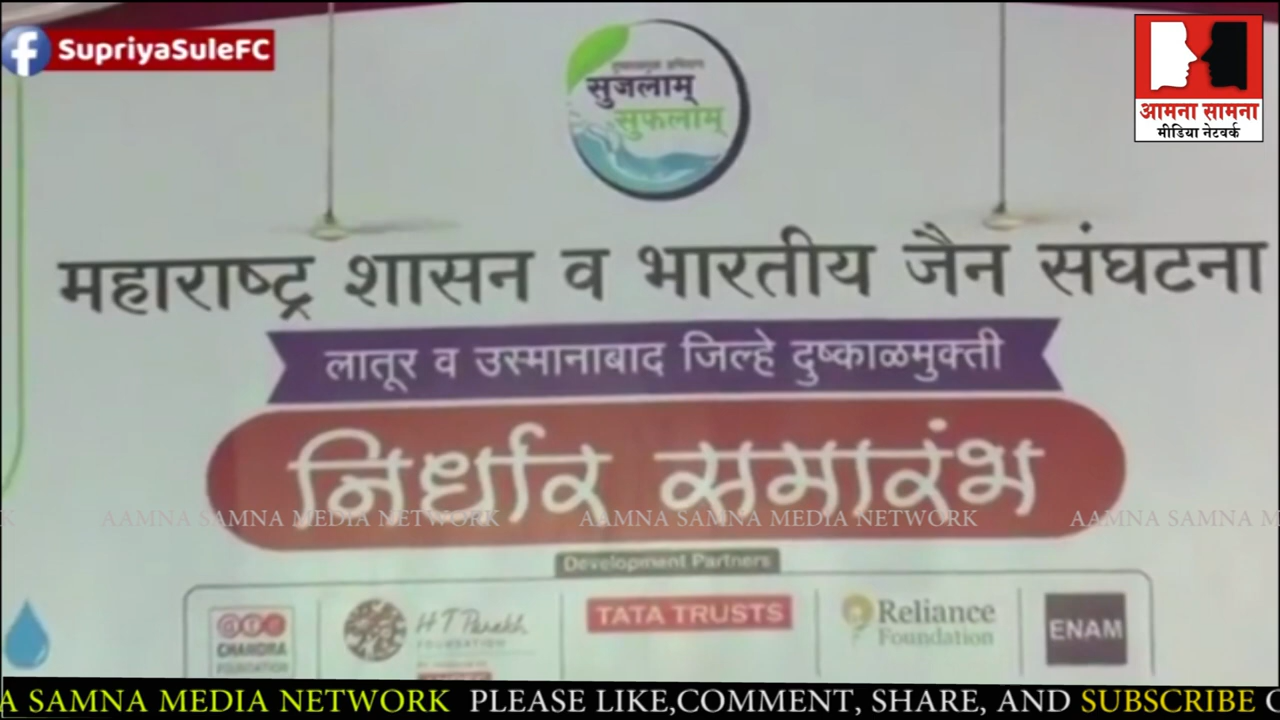 SupriyaSuleFC
सुजलाम्
सुफलाम्
आमना सामना
मीडिया नेटवर्क
महाराष्ट्र शासन व भारतीय जैन संघटना
लातूर व उस्मानाबाद जिल्हे दुष्काळमुक्ती
निर्धार समारंभ
AAMNA SAMNA MEDIA NETWORK AAMNA SAMNA MEDIA NETWORK AAMNA SAMNA M
Development Partners
ATE CHANDRA FOUNDATION
HT Parekh FOUNDATION
TATA TRUSTS
Reliance Foundation
ENAM
A SAMNA MEDIA NETWORK PLEASE LIKE,COMMENT, SHARE, AND SUBSCRIBE